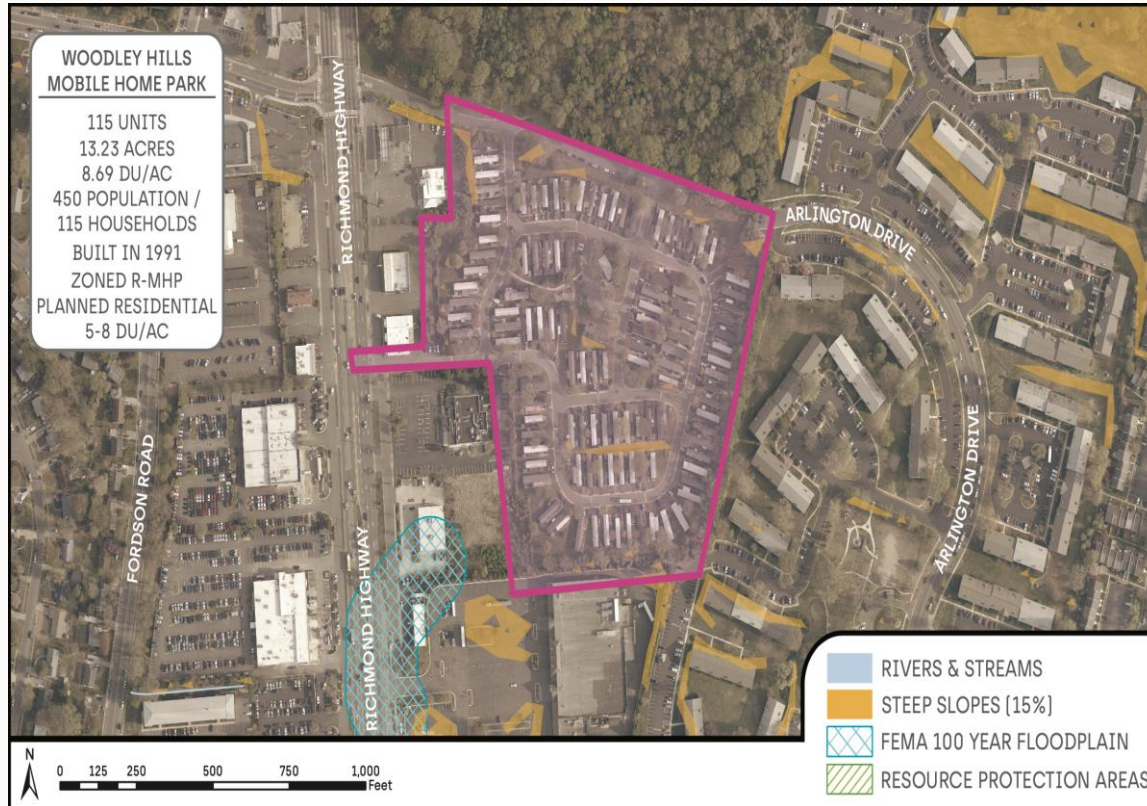 WOODLEY HILLS
MOBILE HOME PARK
115 UNITS
13.23 ACRES
8.69 DU/AC
450 POPULATION /
115 HOUSEHOLDS
BUILT IN 1991
ZONED R-MHP
PLANNED RESIDENTIAL
5-8 DU/AC
RICHMOND HIGHWAY
ARLINGTON DRIVE
FORDSON ROAD
RICHMOND HIGHWAY
ARLINGTON DRIVE
RIVERS & STREAMS
STEEP SLOPES (15%)
FEMA 100 YEAR FLOODPLAIN
RESOURCE PROTECTION AREAS
N
0 125 250 500 750 1,000
Feet